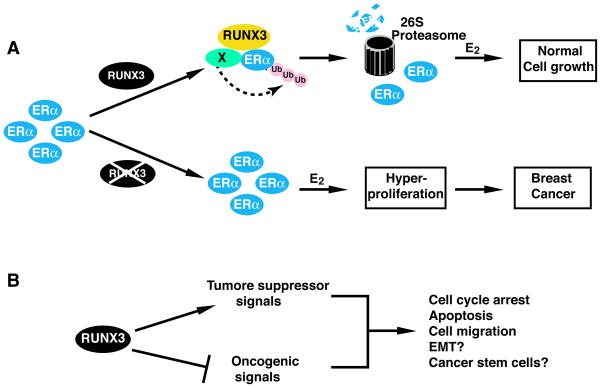 A
RUNX3
X
ERα
Ub
Ub
Ub
26S
Proteasome
ERα
ERα
E2
Normal
Cell growth
RUNX3
ERα
ERα
ERα
ERα
RUNX3
ERα
ERα
ERα
ERα
E2
Hyper-
proliferation
Breast
Cancer
B
RUNX3
Tumore suppressor
signals
Oncogenic
signals
Cell cycle arrest
Apoptosis
Cell migration
EMT?
Cancer stem cells?